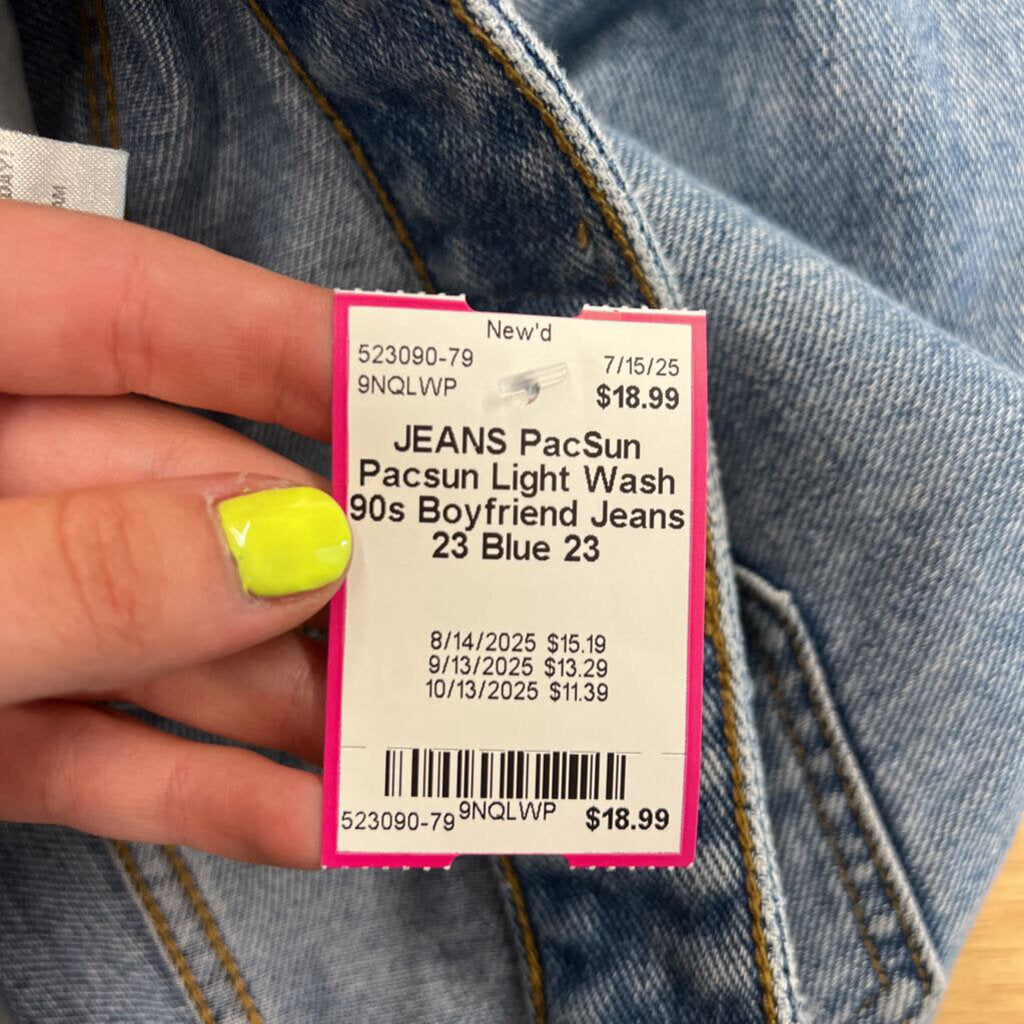 New'd
523090-79 7/15/25
9NQLWP $18.99
JEANS PacSun
Pacsun Light Wash
90s Boyfriend Jeans
23 Blue 23
8/14/2025 $15.19
9/13/2025 $13.29
10/13/2025 $11.39
523090-79 9NQLWP $18.99